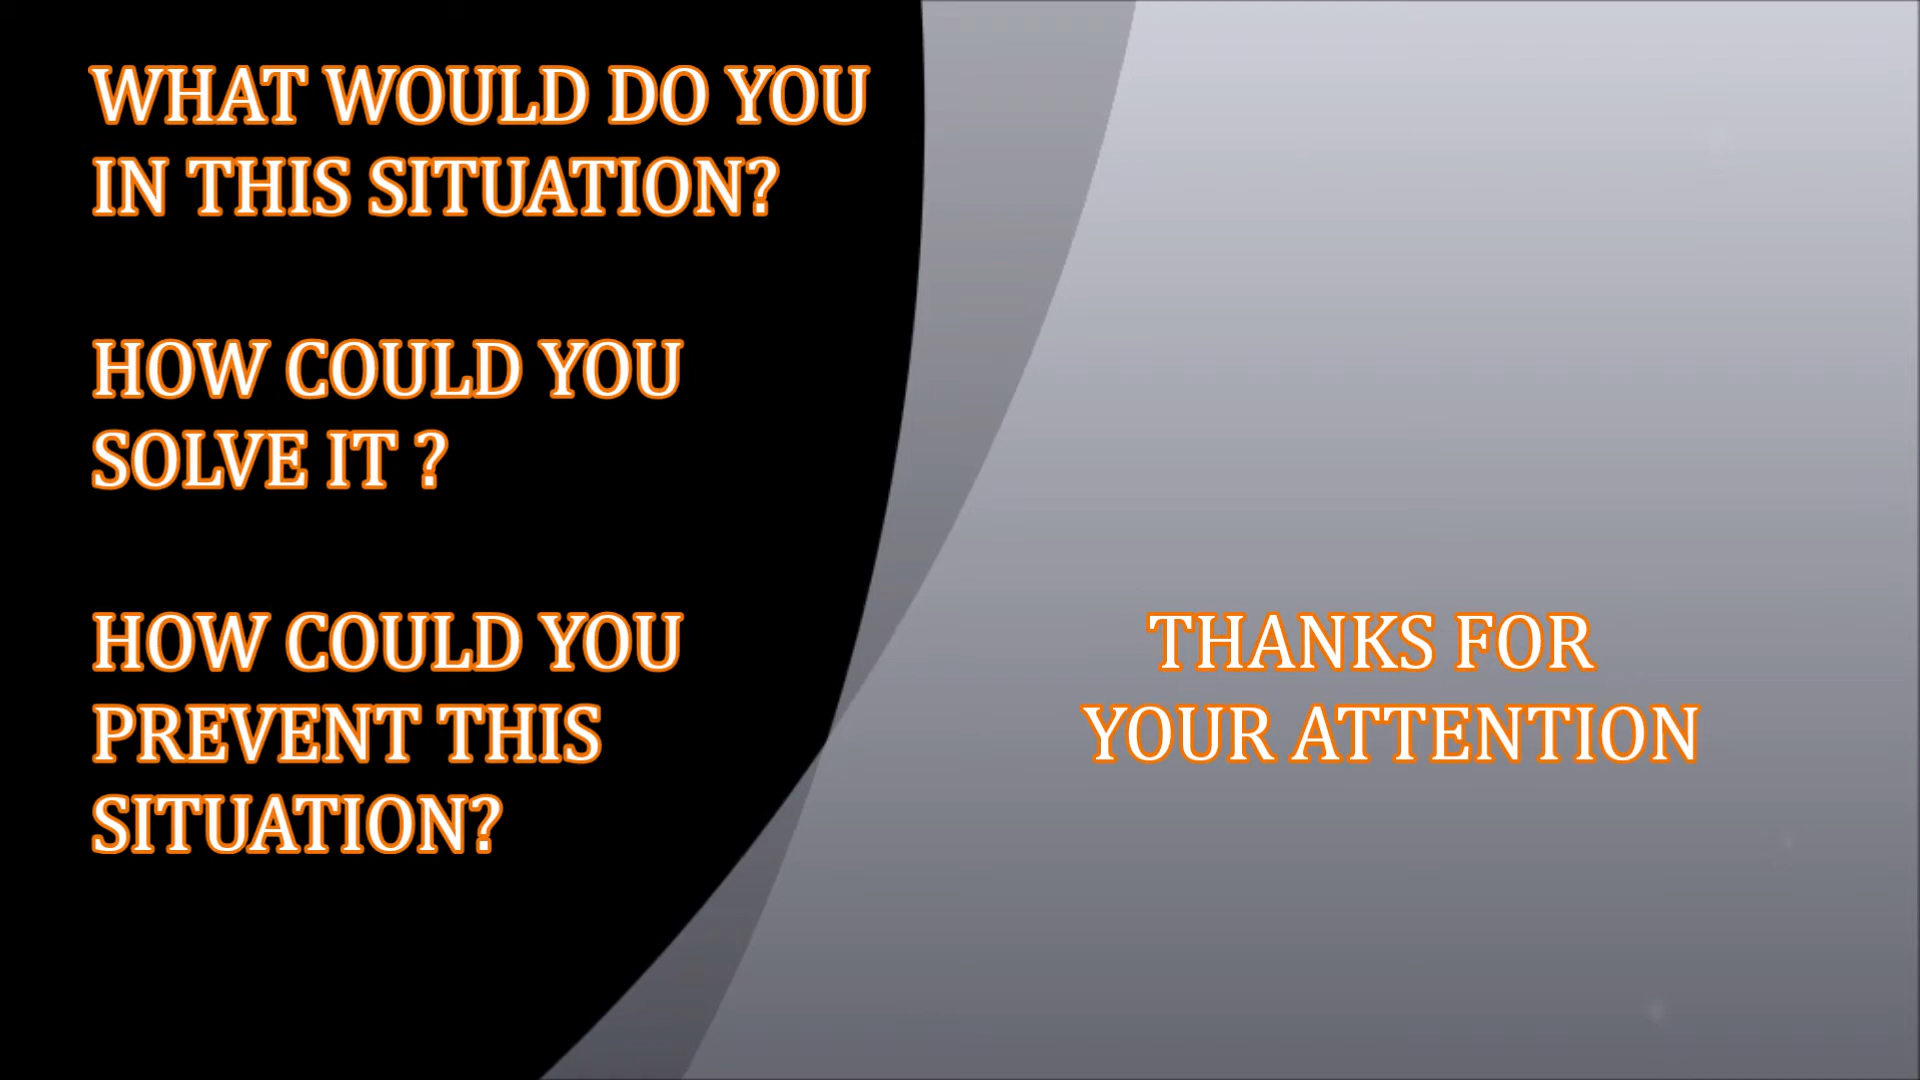 WHAT WOULD DO YOU
IN THIS SITUATION?
HOW COULD YOU
SOLVE IT ?
HOW COULD YOU
PREVENT THIS
SITUATION?
THANKS FOR
YOUR ATTENTION